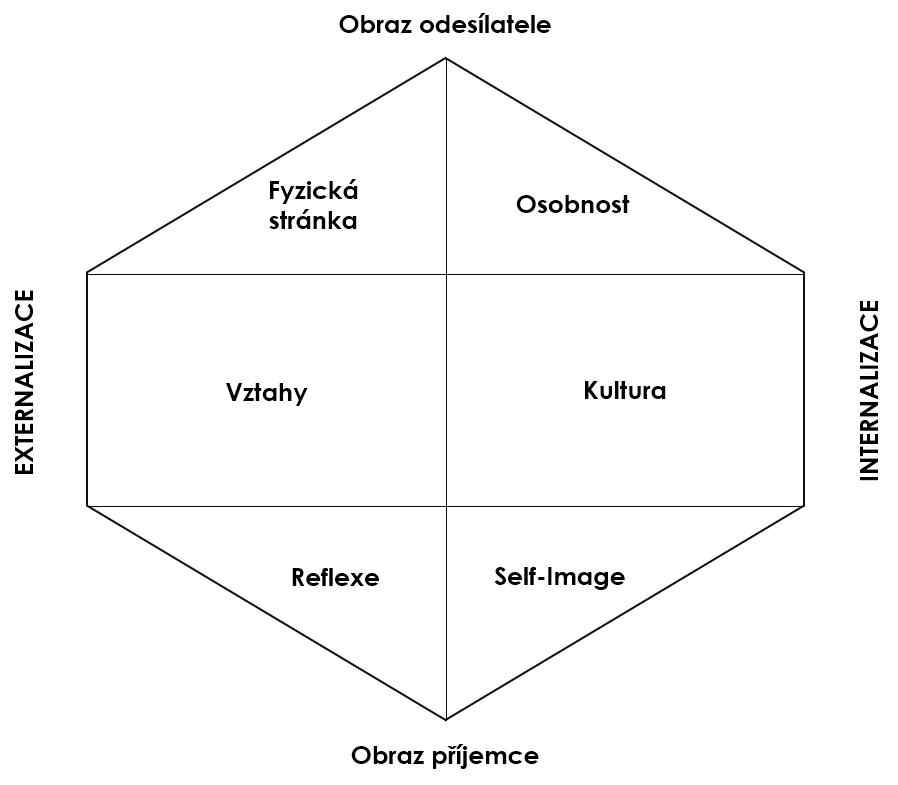 Obraz odesílatele
Fyzická
stránka
Osobnost
EXTERNALIZACE
Vztahy
Kultura
INTERNALIZACE
Reflexe
Self-Image
Obraz příjemce